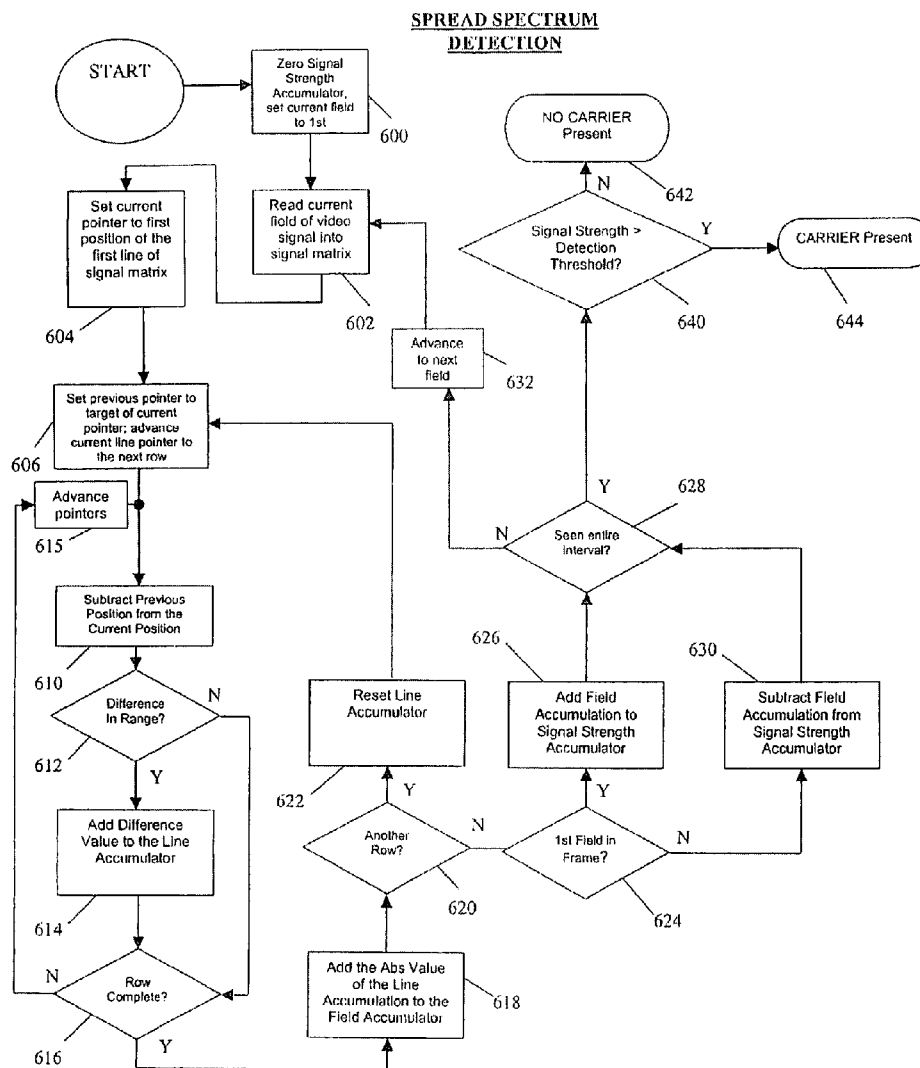 SPREAD SPECTRUM
DETECTION
START
Zero Signal
Strength
Accumulator,
set current field
to 1st
600
NO CARRIER
Present
642
Set current
pointer to first
position of the
first line of
signal matrix
604
Read current
field of video
signal into
signal matrix
602
N
Signal Strength >
Detection
Threshold?
Y
640
CARRIER Present
644
Advance
to next
field
632
Set previous pointer to
target of current
pointer; advance
current line pointer to
the next row
606
Advance
pointers
615
Y
N
Seen entire
Interval?
628
Subtract Previous
Position from the
Current Position
610
Difference
In Range?
N
612
Y
Reset Line
Accumulator
622
626
Add Field
Accumulation to
Signal Strength
Accumulator
630
Subtract Field
Accumulation from
Signal Strength
Accumulator
Add Difference
Value to the Line
Accumulator
614
Y
Another
Row?
N
620
Y
1st Field in
Frame?
N
624
N
Row
Complete?
616
Y
Add the Abs Value
of the Line
Accumulation to the
Field Accumulator
618